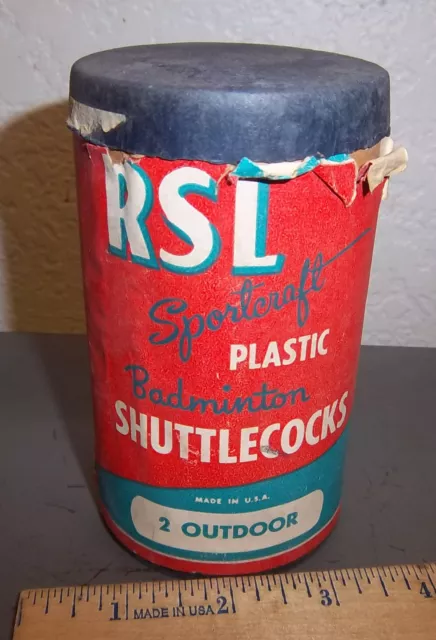 RSL
Sportcraft
PLASTIC
Badminton
SHUTTLECOCKS
MADE IN U.S.A.
2 OUTDOOR
1 MADE IN USA 2 3 4